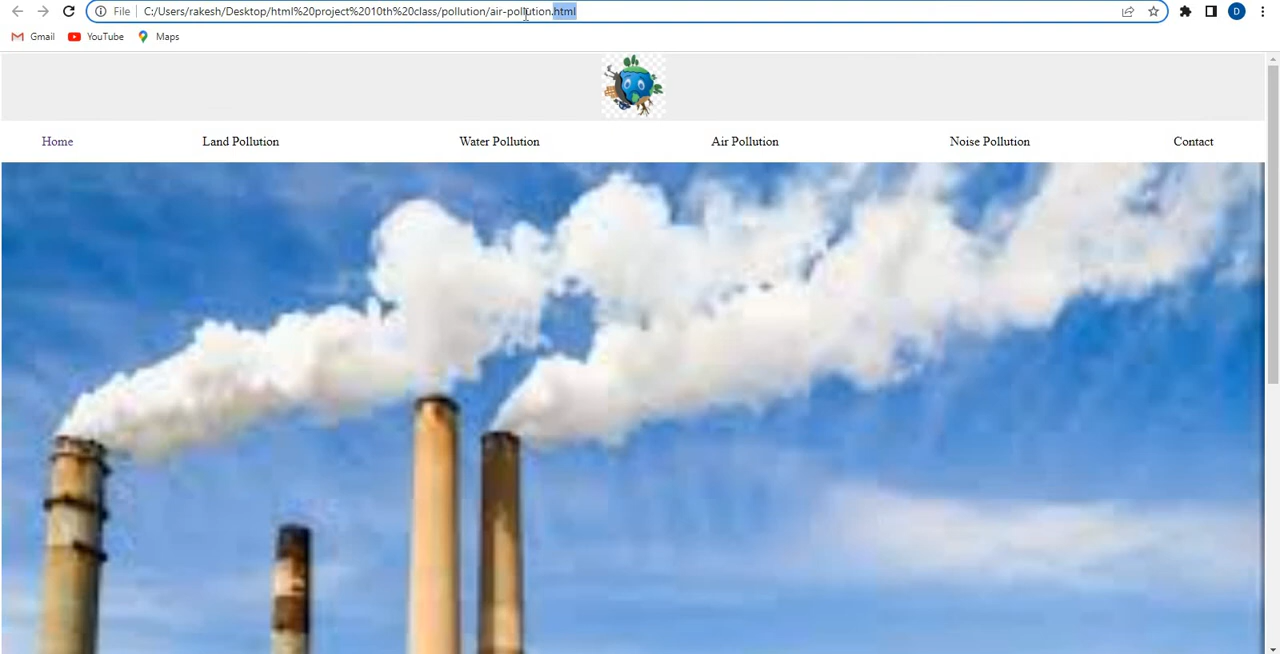 File C:/Users/rakesh/Desktop/html%20project%2010th%20class/pollution/air-pollution.html D
Gmail YouTube Maps
Home Land Pollution Water Pollution Air Pollution Noise Pollution Contact